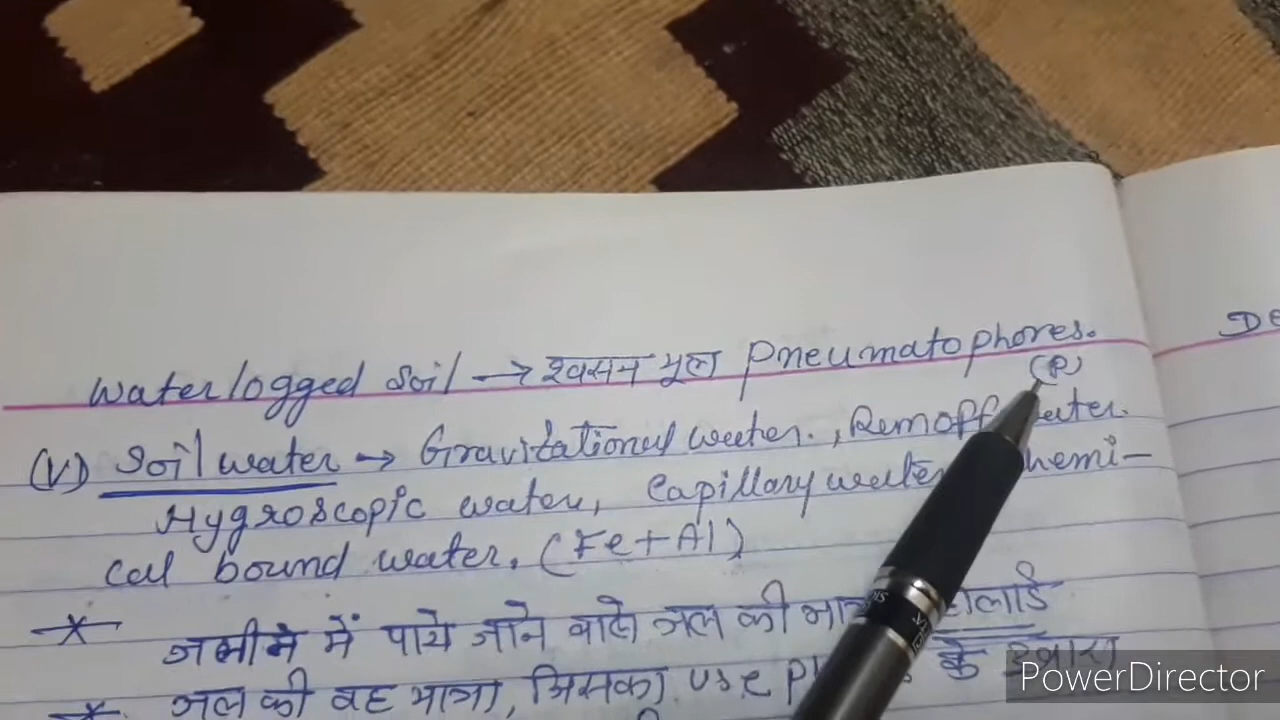 Waterlogged soil → श्वसन मूल Pneumatophores.
(P)
(V) Soil water → Gravitational water., Runoff water.
Hygroscopic water, Capillary water
cal bound water. (Fe+Al)
* जमीन में पाये जाने वाले जल की होलार्ड
* जल की वह मात्रा, जिसका use के द्वारा
DE
PowerDirector